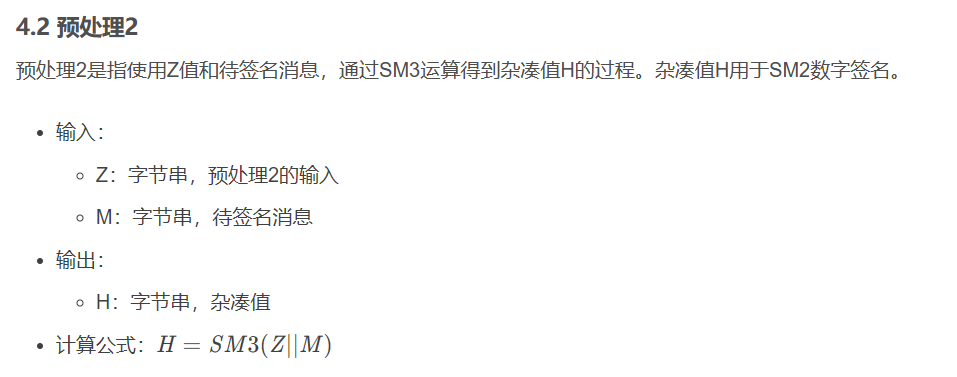 4.2 预处理2
预处理2是指使用Z值和待签名消息，通过SM3运算得到杂凑值H的过程。杂凑值H用于SM2数字签名。
• 输入：
◦ Z：字节串，预处理2的输入
◦ M：字节串，待签名消息
• 输出：
◦ H：字节串，杂凑值
• 计算公式：H = SM3(Z||M)